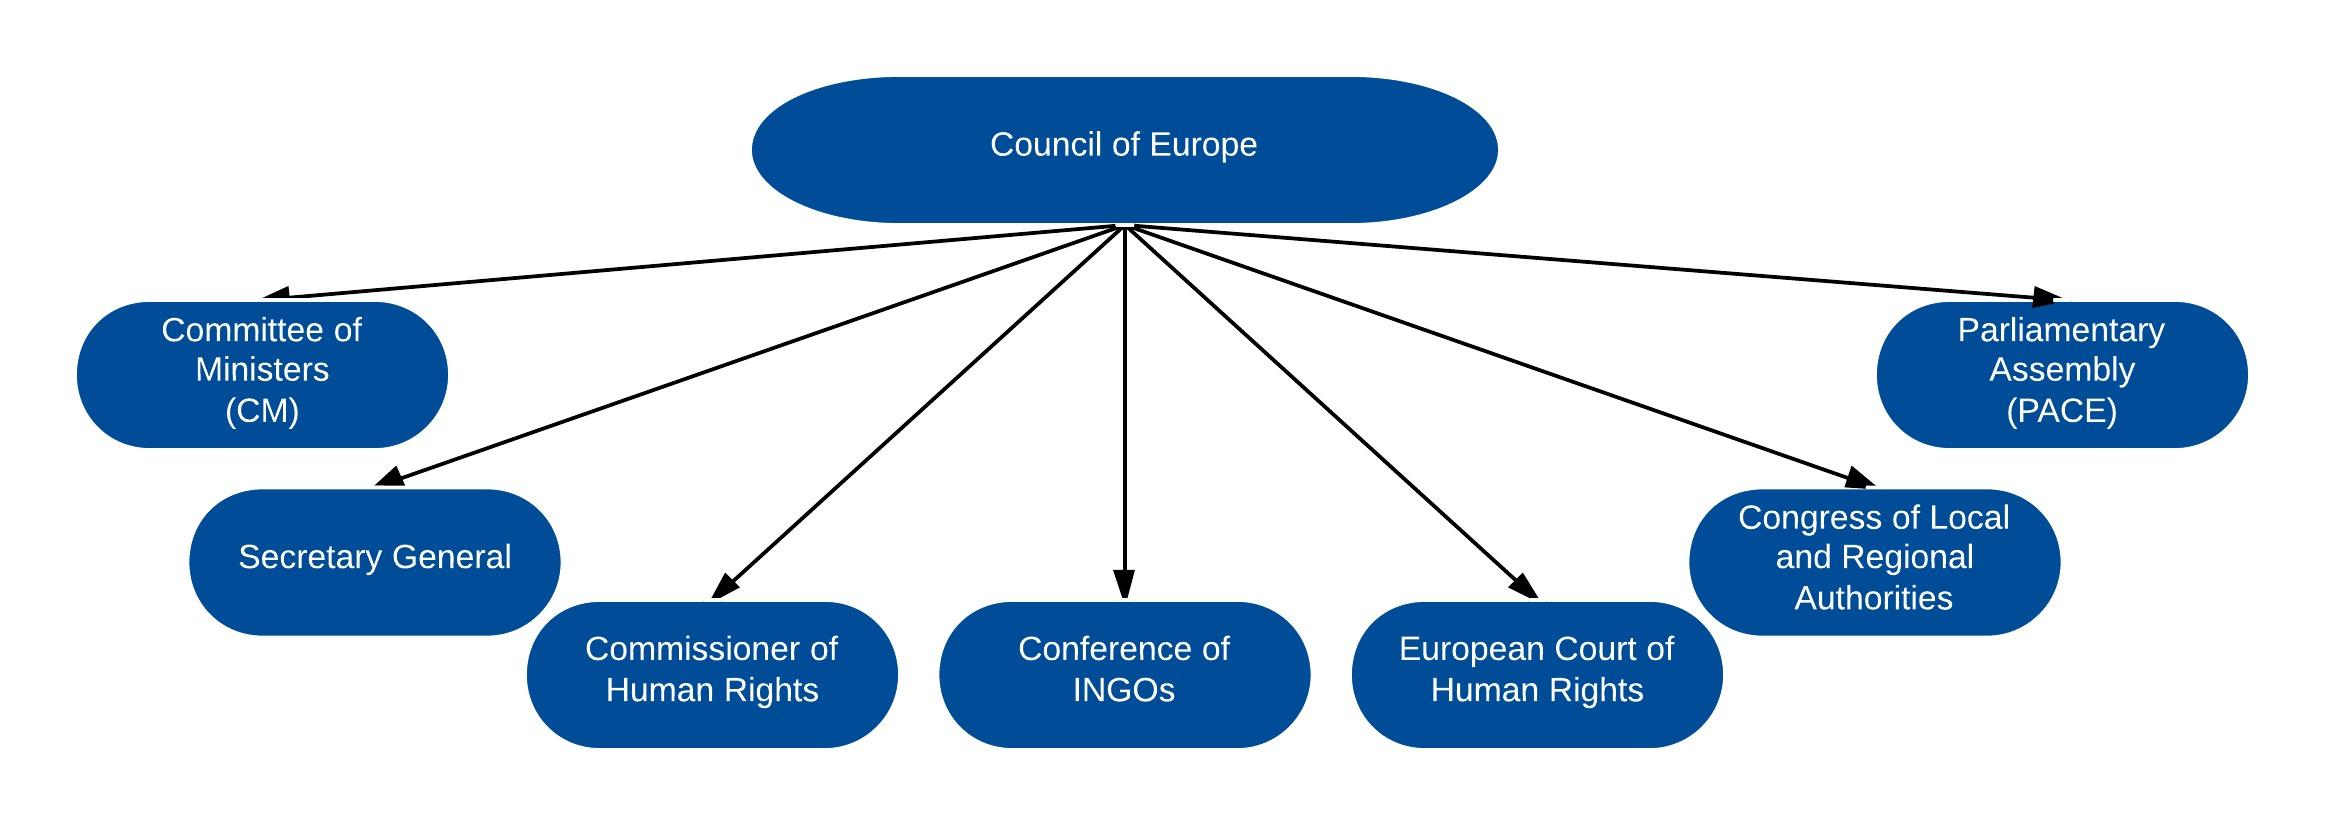 Council of Europe
Committee of
Ministers
(CM)
Parliamentary
Assembly
(PACE)
Secretary General
Congress of Local
and Regional
Authorities
Commissioner of
Human Rights
Conference of
INGOs
European Court of
Human Rights